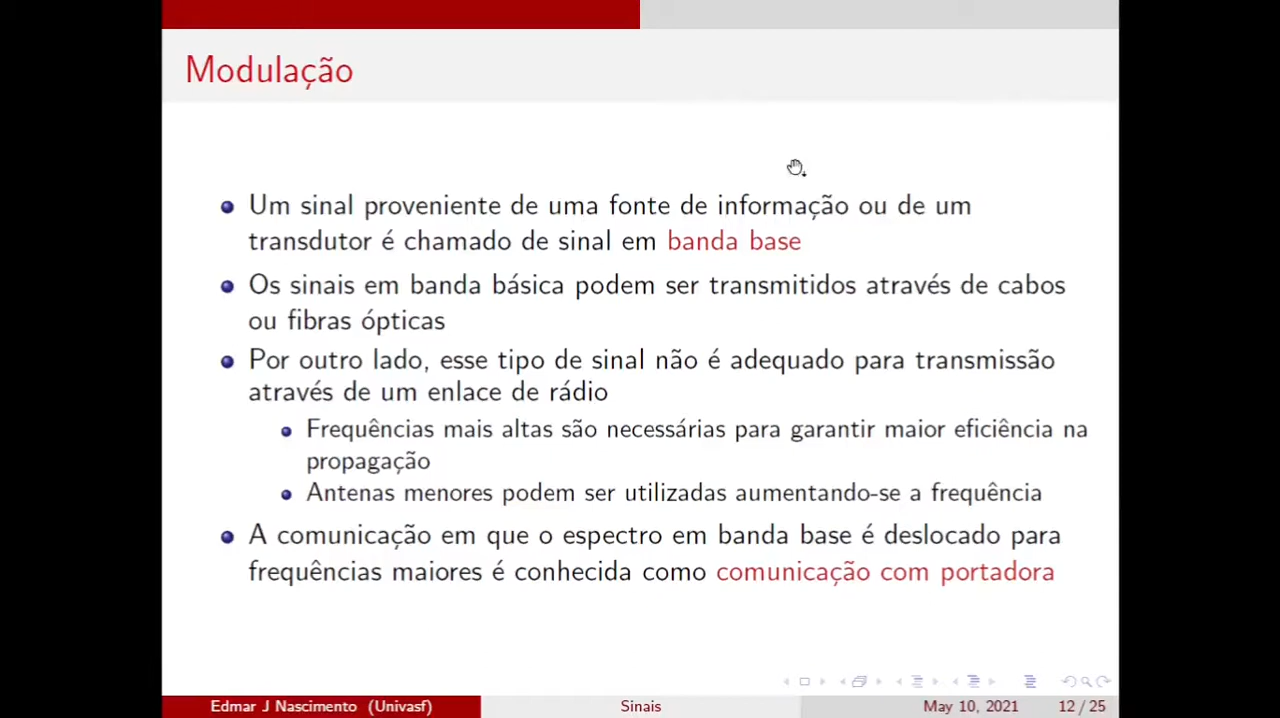 Modulação
Um sinal proveniente de uma fonte de informação ou de um
transdutor é chamado de sinal em banda base
Os sinais em banda básica podem ser transmitidos através de cabos
ou fibras ópticas
Por outro lado, esse tipo de sinal não é adequado para transmissão
através de um enlace de rádio
Frequências mais altas são necessárias para garantir maior eficiência na
propagação
Antenas menores podem ser utilizadas aumentando-se a frequência
A comunicação em que o espectro em banda base é deslocado para
frequências maiores é conhecida como comunicação com portadora
Edmar J Nascimento (Univasf) Sinais May 10, 2021 12 / 25